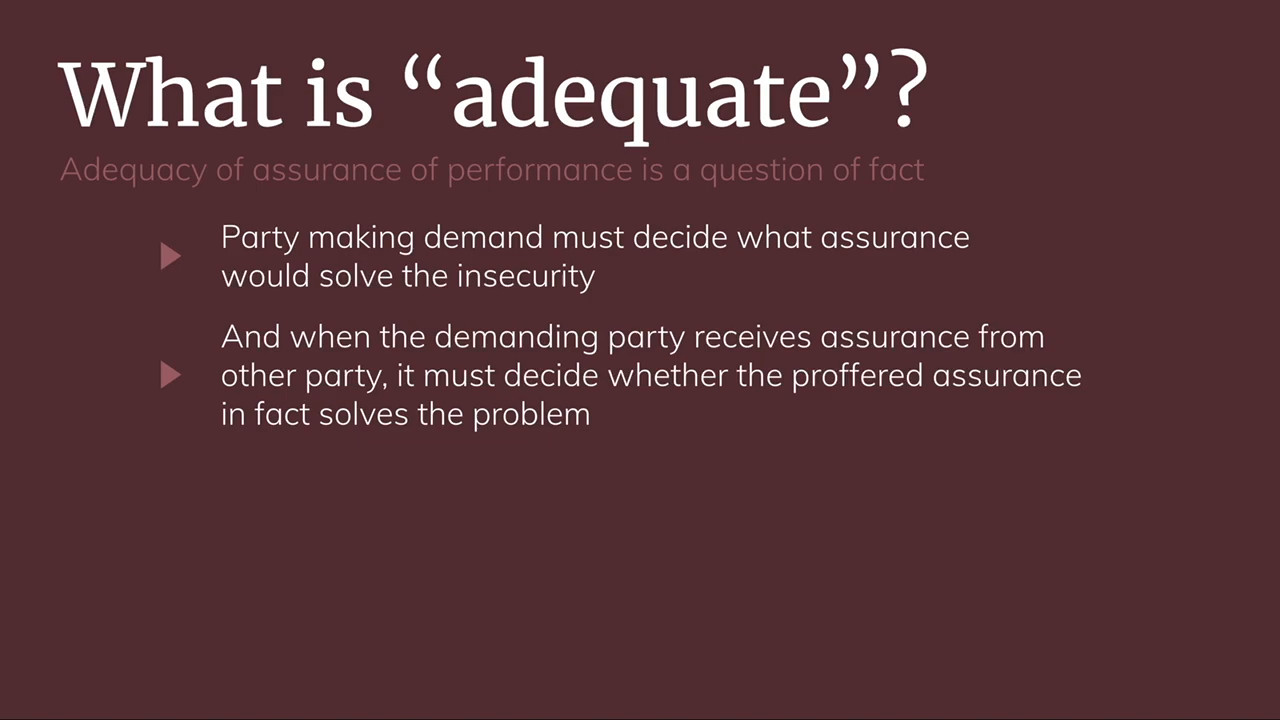 What is “adequate”?
Adequacy of assurance of performance is a question of fact
Party making demand must decide what assurance
would solve the insecurity
And when the demanding party receives assurance from
other party, it must decide whether the proffered assurance
in fact solves the problem